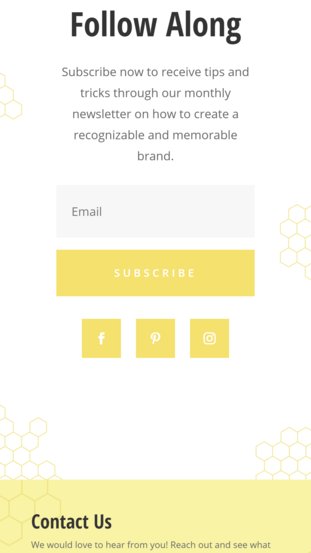 Follow Along
Subscribe now to receive tips and
tricks through our monthly
newsletter on how to create a
recognizable and memorable
brand.
Email
SUBSCRIBE
Contact Us
We would love to hear from you! Reach out and see what